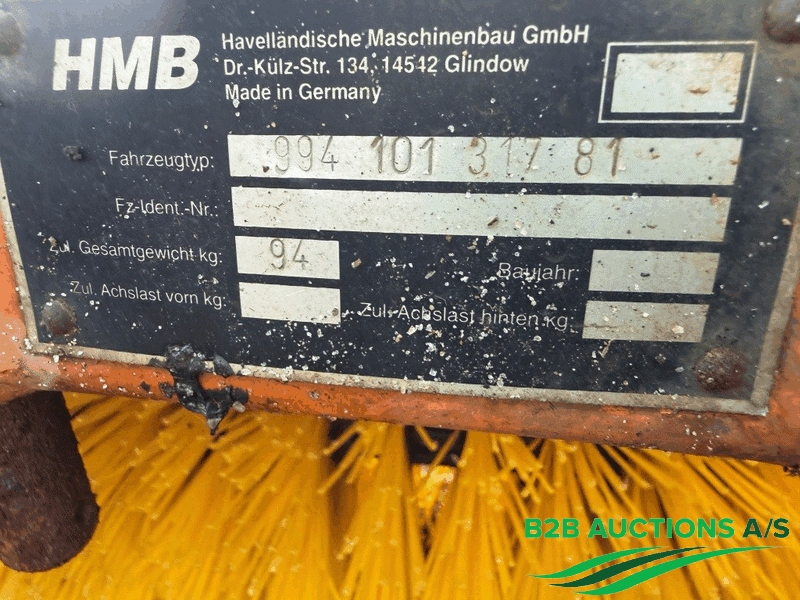 HMB
Havelländische Maschinenbau GmbH
Dr.-Külz-Str. 134, 14542 Glindow
Made in Germany
Fahrzeugtyp: 994 101 317 81
Fz-Ident.-Nr.:
Zul. Gesamtgewicht kg: 94
Baujahr:
Zul. Achslast vorn kg:
Zul. Achslast hinten kg:
B2B AUCTIONS A/S